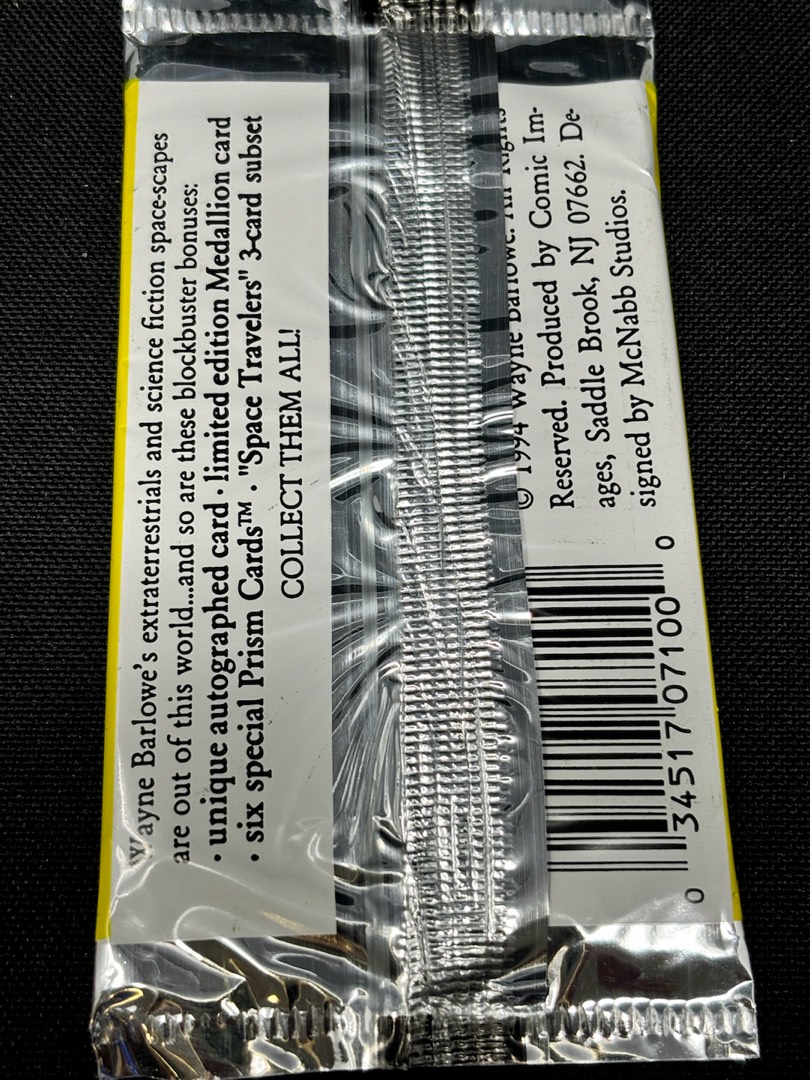 Wayne Barlowe's extraterrestrials and science fiction space-scapes
are out of this world...and so are these blockbuster bonuses:
· unique autographed card · limited edition Medallion card
· six special Prism Cards™ · "Space Travelers" 3-card subset
COLLECT THEM ALL!
© 1994 Wayne Barlowe. All Rights
Reserved. Produced by Comic Im-
ages, Saddle Brook, NJ 07662. De-
signed by McNabb Studios.
0 34517 07100 0